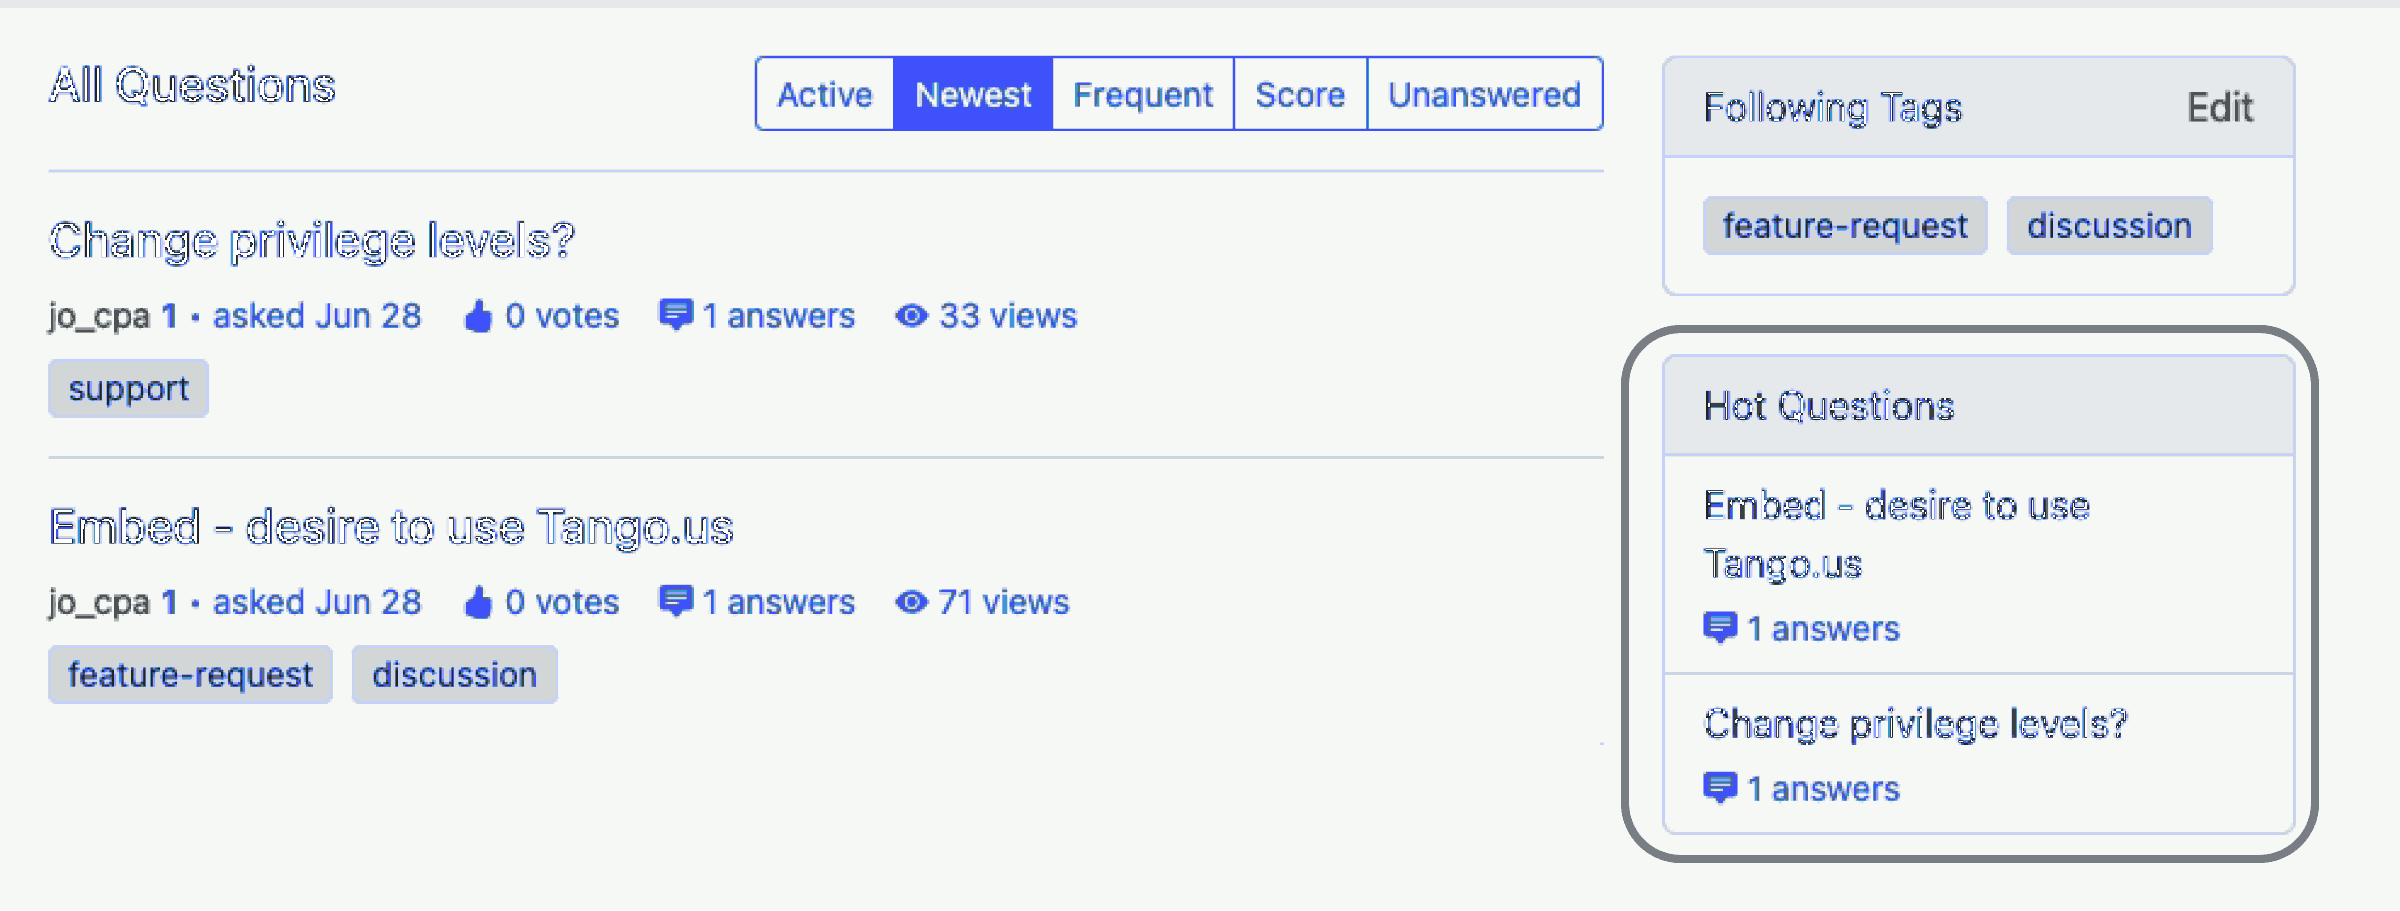 All Questions
Active Newest Frequent Score Unanswered
Change privilege levels?
jo_cpa 1 • asked Jun 28 0 votes 1 answers 33 views
support
Embed - desire to use Tango.us
jo_cpa 1 • asked Jun 28 0 votes 1 answers 71 views
feature-request discussion
Following Tags Edit
feature-request discussion
Hot Questions
Embed - desire to use
Tango.us
1 answers
Change privilege levels?
1 answers